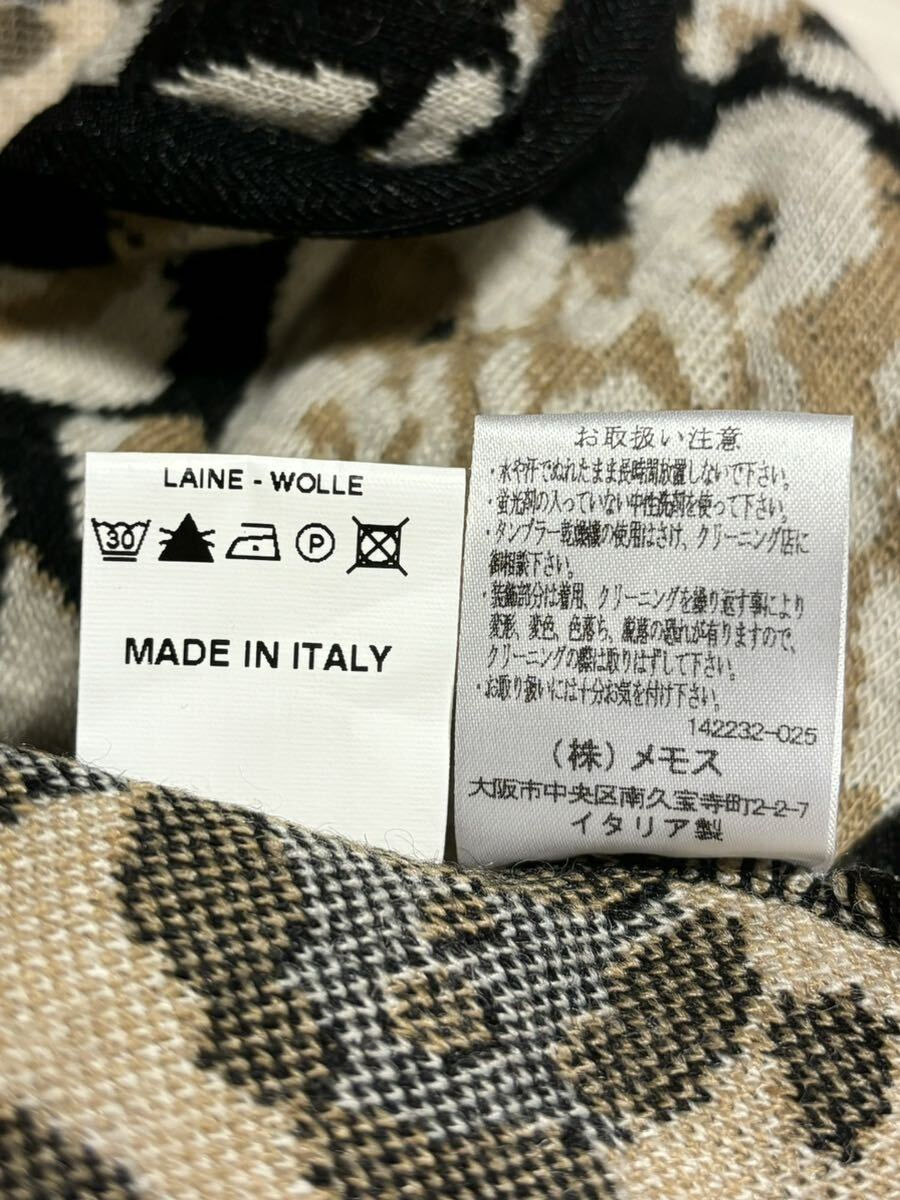 LAINE - WOLLE
30
P
MADE IN ITALY
お取扱い注意
・水や汗でぬれたまま長時間放置しないで下さい。
・蛍光剤の入っていない中性洗剤を使って下さい。
・タンブラー乾燥機の使用はさけ、クリーニング店に
御相談下さい。
・装飾部分は着用、クリーニングを繰り返す事により
変形、変色、色落ち、脱落の恐れが有りますので、
クリーニングの際は取りはずして下さい。
・お取り扱いには十分お気を付け下さい。
142232-025
(株)メモス
大阪市中央区南久宝寺町2-2-7
イタリア製